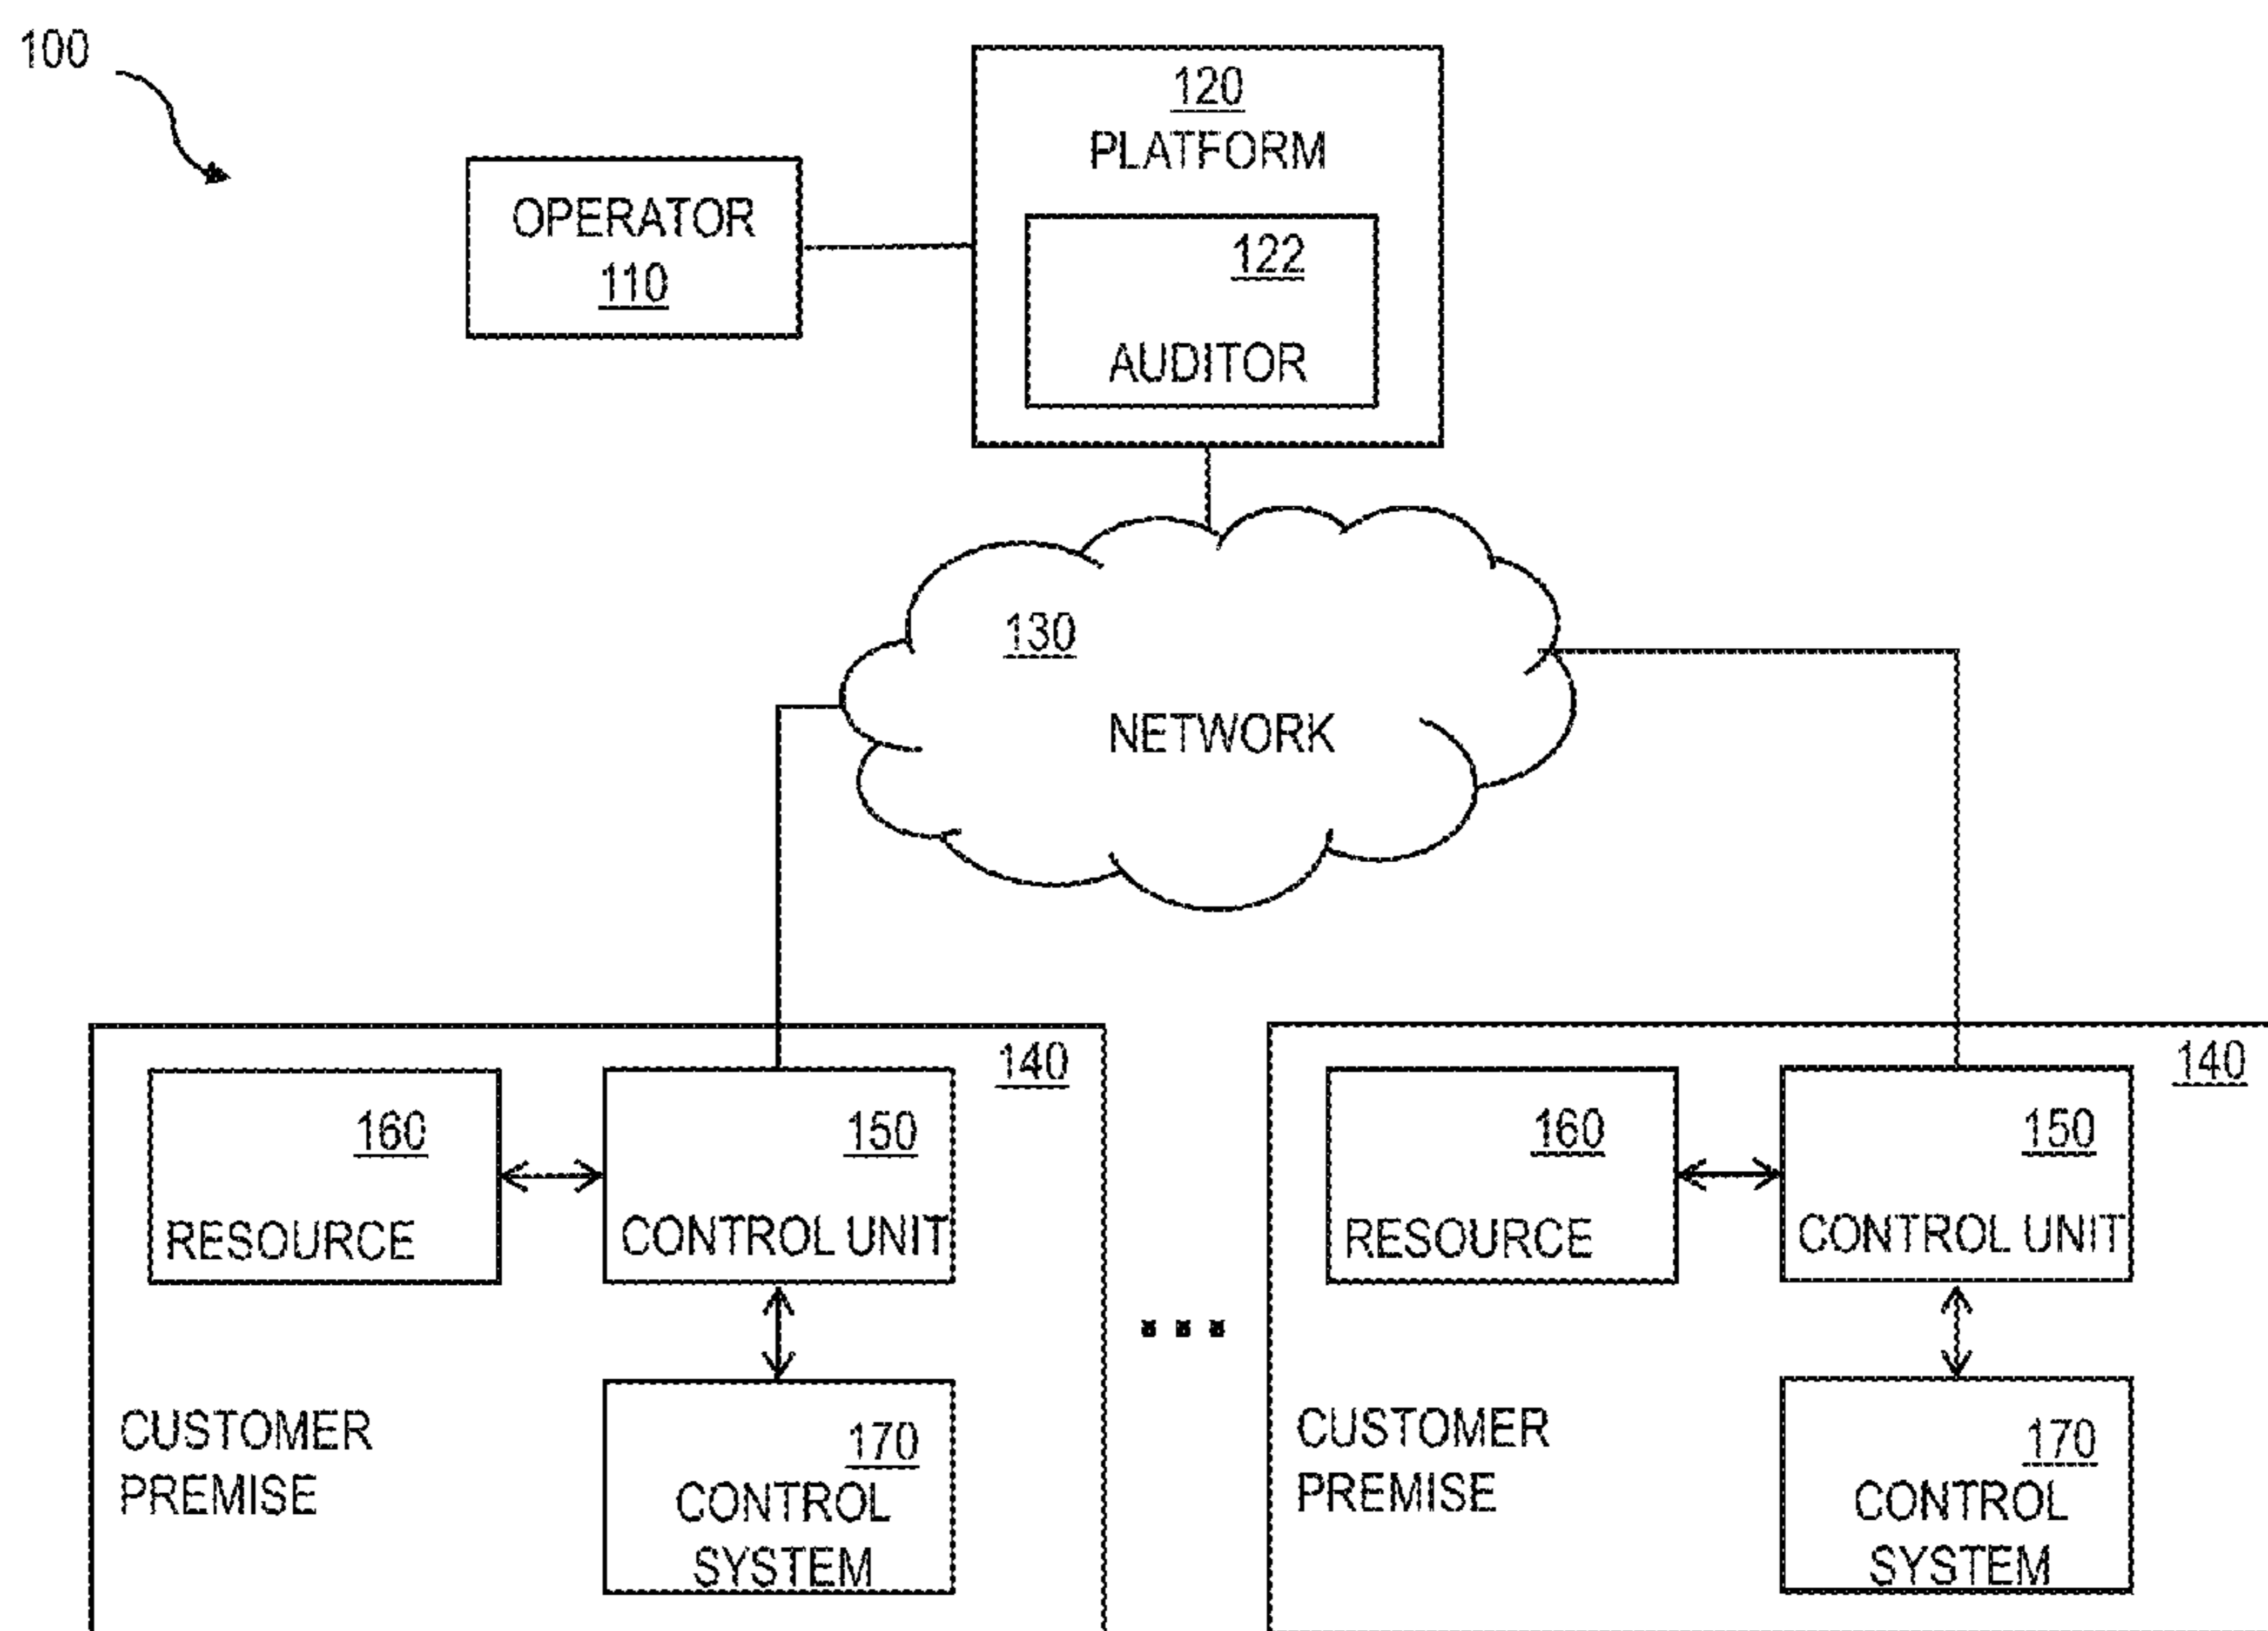 100
120
PLATFORM
OPERATOR
110
122
AUDITOR
130
NETWORK
140
160
RESOURCE
150
CONTROL UNIT
CUSTOMER
PREMISE
170
CONTROL
SYSTEM
140
160
RESOURCE
150
CONTROL UNIT
CUSTOMER
PREMISE
170
CONTROL
SYSTEM